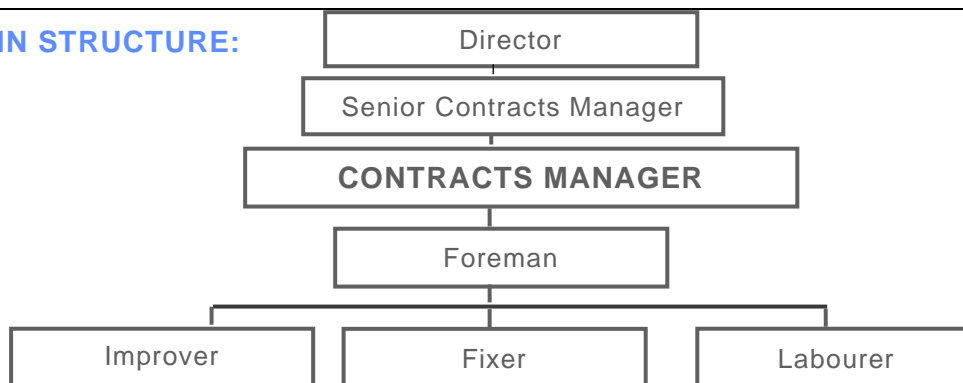 IN STRUCTURE:
Director
Senior Contracts Manager
CONTRACTS MANAGER
Foreman
Improver
Fixer
Labourer